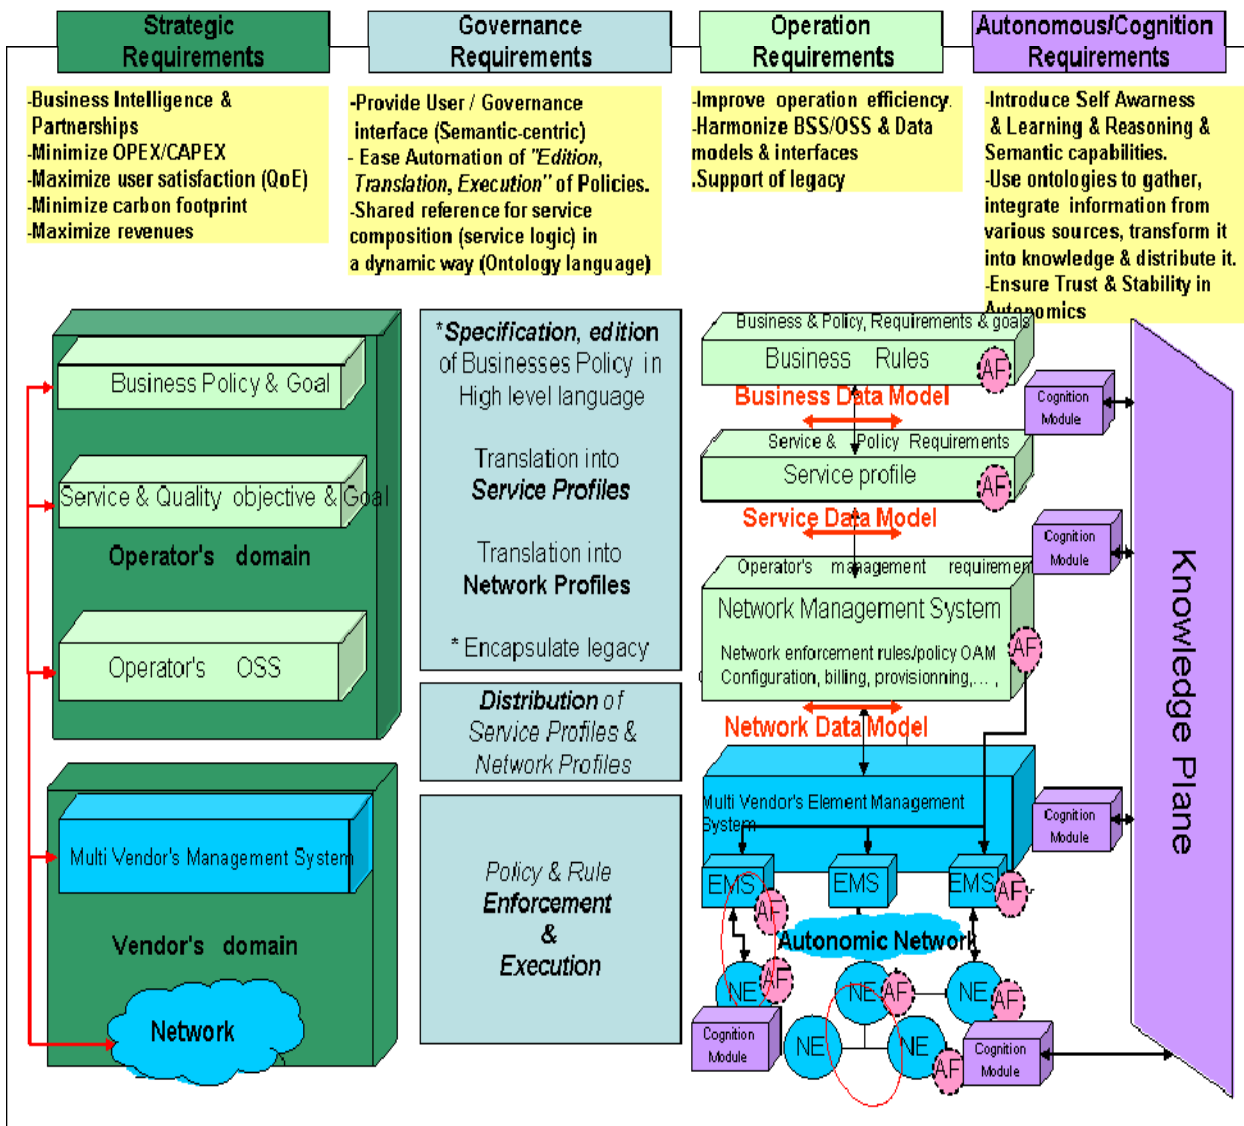 Strategic
Requirements
Governance
Requirements
Operation
Requirements
Autonomous/Cognition
Requirements
-Business Intelligence &
Partnerships
-Minimize OPEX/CAPEX
-Maximize user satisfaction (QoE)
-Minimize carbon footprint
-Maximize revenues
-Provide User / Governance
interface (Semantic-centric)
- Ease Automation of "Edition,
Translation, Execution" of Policies.
-Shared reference for service
composition (service logic) in
a dynamic way (Ontology language)
-Improve operation efficiency.
-Harmonize BSS/OSS & Data
models & interfaces
.Support of legacy
-Introduce Self Awarness
& Learning & Reasoning &
Semantic capabilities.
-Use ontologies to gather,
integrate information from
various sources, transform it
into knowledge & distribute it.
-Ensure Trust & Stability in
Autonomics
Business Policy & Goal
Service & Quality objective & Goal
Operator's domain
Operator's OSS
Multi Vendor's Management System
Vendor's domain
Network
*Specification, edition
of Businesses Policy in
High level language
Translation into
Service Profiles
Translation into
Network Profiles
* Encapsulate legacy
Distribution of
Service Profiles &
Network Profiles
Policy & Rule
Enforcement
&
Execution
Business & Policy, Requirements & goals
Business Rules
AF
Business Data Model
Service & Policy Requirements
Service profile
AF
Service Data Model
Operator's management requirement
Network Management System
Network enforcement rules/policy OAM
Configuration, billing, provisionning,... ,
AF
Network Data Model
Multi Vendor's Element Management
System
EMS
EMS
EMS
AF
AF
Autonomic Network
NE
AF
NE
AF
NE
AF
NE
NE
AF
Cognition
Module
Cognition
Module
Cognition
Module
Cognition
Module
Cognition
Module
Knowledge Plane